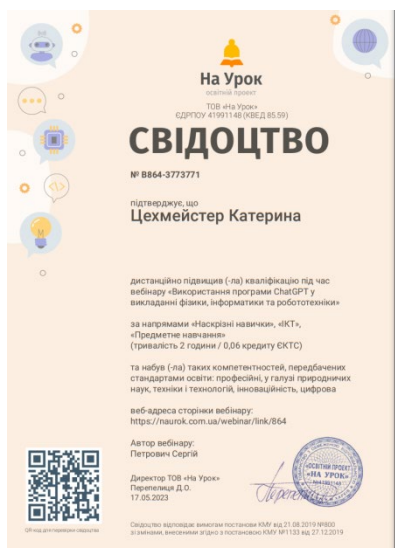 На Урок
освітній проект
ТОВ «На Урок»
ЄДРПОУ 41991148 (КВЕД 85.59)
СВІДОЦТВО
№ B864-3773771
підтверджує, що
Цехмейстер Катерина
дистанційно підвищив (-ла) кваліфікацію під час
вебінару «Використання програми ChatGPT у
викладанні фізики, інформатики та робототехніки»
за напрямами «Наскрізні навички», «ІКТ»,
«Предметне навчання»
(тривалість 2 години / 0,06 кредиту ЄКТС)
та набув (-ла) таких компетентностей, передбачених
стандартами освіти: професійні, у галузі природничих
наук, техніки і технологій, інноваційність, цифрова
веб-адреса сторінки вебінару:
https://naurok.com.ua/webinar/link/864
Автор вебінару:
Петрович Сергій
Директор ТОВ «На Урок»
Перепелиця Д.О.
17.05.2023
«ОСВІТНІЙ ПРОЕКТ
«НА УРОК»
QR-код для перевірки свідоцтва
Свідоцтво відповідає вимогам постанови КМУ від 21.08.2019 №800
зі змінами, внесеними згідно з постановою КМУ №1133 від 27.12.2019